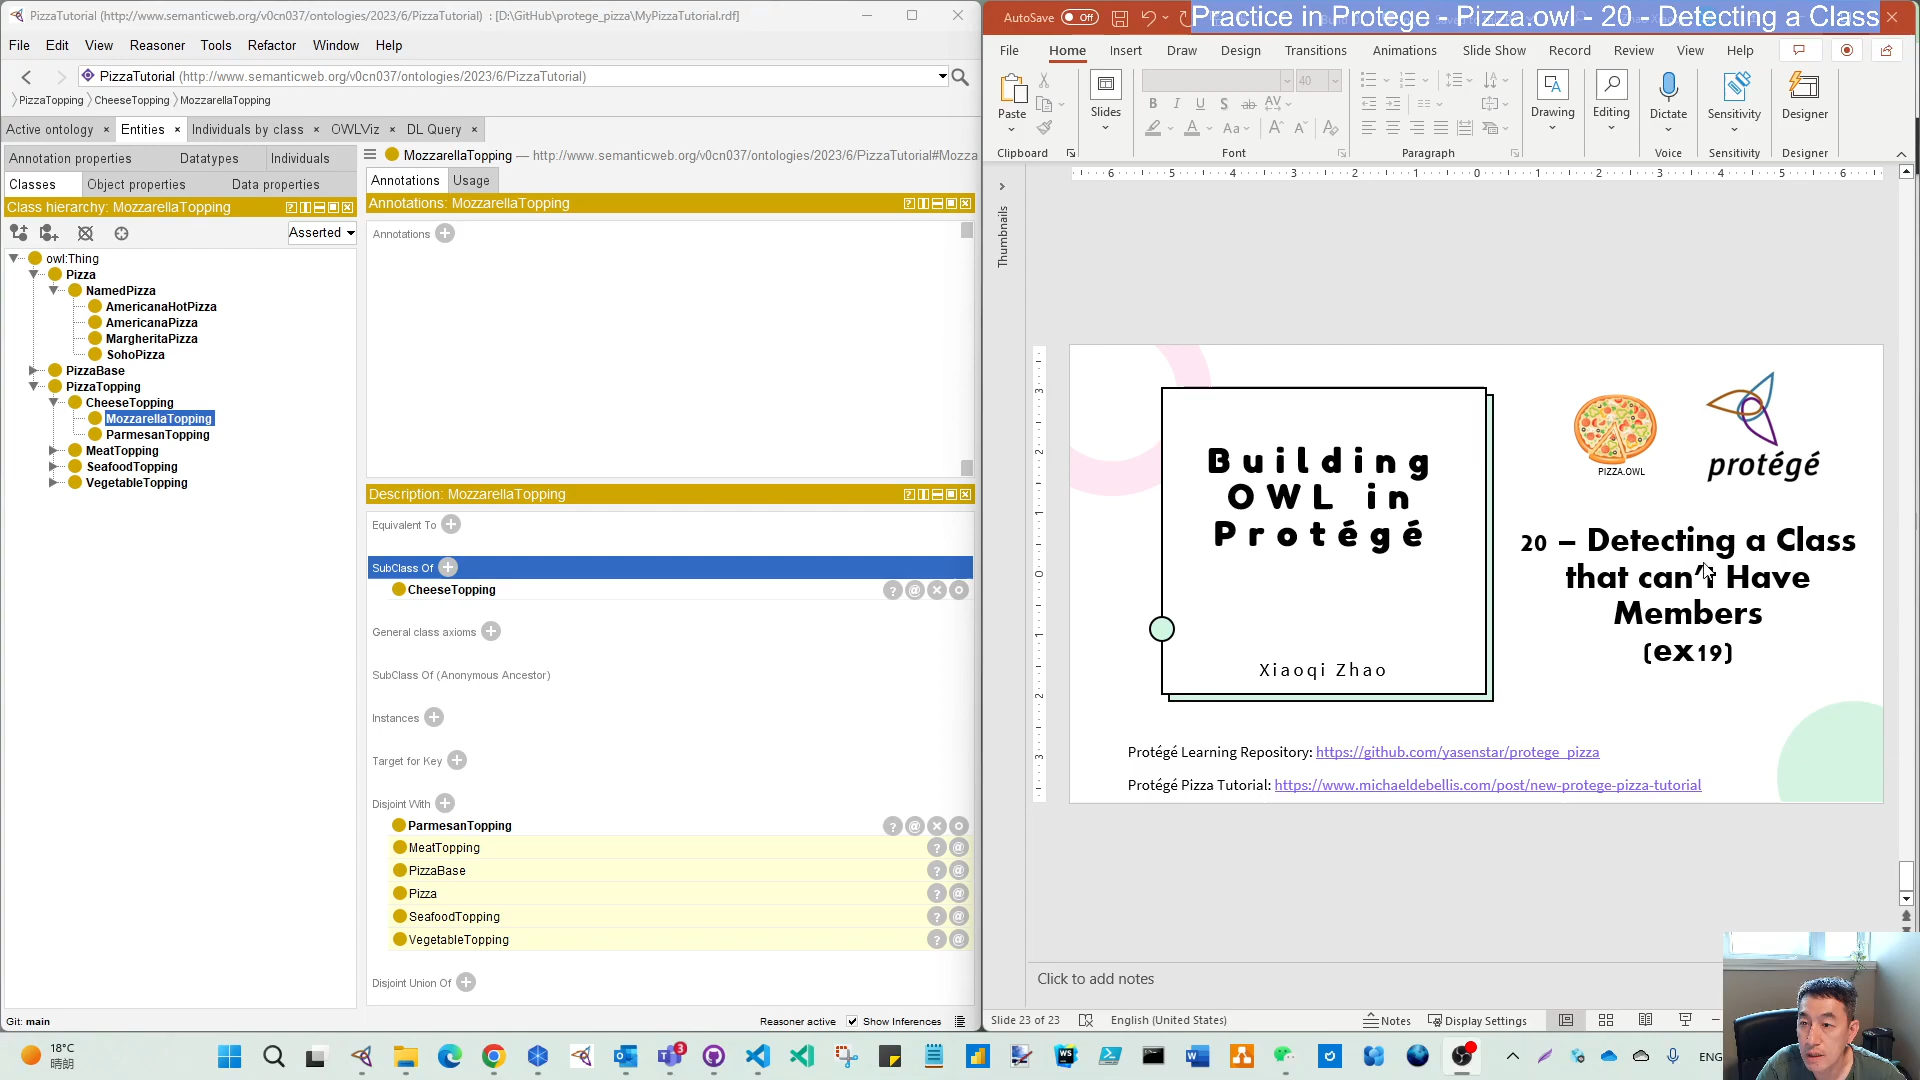 PizzaTutorial (http://www.semanticweb.org/v0cn037/ontologies/2023/6/PizzaTutorial) : [D:\GitHub\protege_pizza\MyPizzaTutorial.rdf]
File Edit View Reasoner Tools Refactor Window Help
PizzaTutorial (http://www.semanticweb.org/v0cn037/ontologies/2023/6/PizzaTutorial)
PizzaTopping CheeseTopping MozzarellaTopping
Active ontology × Entities × Individuals by class × OWLViz × DL Query ×
Annotation properties Datatypes Individuals
Classes Object properties Data properties
Class hierarchy: MozzarellaTopping
Asserted
owl:Thing
Pizza
NamedPizza
AmericanaHotPizza
AmericanaPizza
MargheritaPizza
SohoPizza
PizzaBase
PizzaTopping
CheeseTopping
MozzarellaTopping
ParmesanTopping
MeatTopping
SeafoodTopping
VegetableTopping
Git: main
MozzarellaTopping — http://www.semanticweb.org/v0cn037/ontologies/2023/6/PizzaTutorial#Mozza
Annotations Usage
Annotations: MozzarellaTopping
Annotations
Description: MozzarellaTopping
Equivalent To
SubClass Of
CheeseTopping
General class axioms
SubClass Of (Anonymous Ancestor)
Instances
Target for Key
Disjoint With
ParmesanTopping
MeatTopping
PizzaBase
Pizza
SeafoodTopping
VegetableTopping
Disjoint Union Of
Reasoner active Show Inferences
AutoSave Off
Practice in Protege - Pizza.owl - 20 - Detecting a Class
File Home Insert Draw Design Transitions Animations Slide Show Record Review View Help
Paste Slides 40 Drawing Editing Dictate Sensitivity Designer
Clipboard Font Paragraph Voice Sensitivity Designer
Thumbnails
Building
OWL in
Protégé
Xiaoqi Zhao
PIZZA.OWL
protégé
20 – Detecting a Class
that can't Have
Members
(ex19)
Protégé Learning Repository: https://github.com/yasenstar/protege_pizza
Protégé Pizza Tutorial: https://www.michaeldebellis.com/post/new-protege-pizza-tutorial
Click to add notes
Slide 23 of 23 English (United States) Notes Display Settings
18°C
晴朗
3
ENG